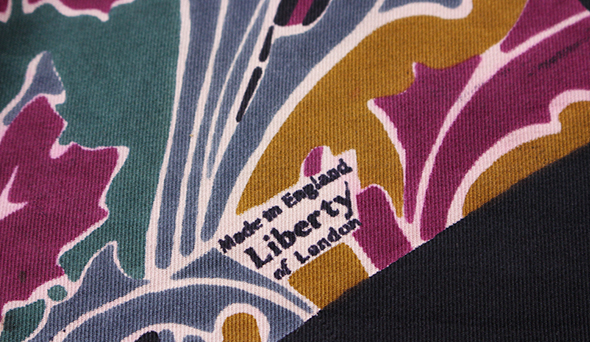 Made in England
Liberty
of London